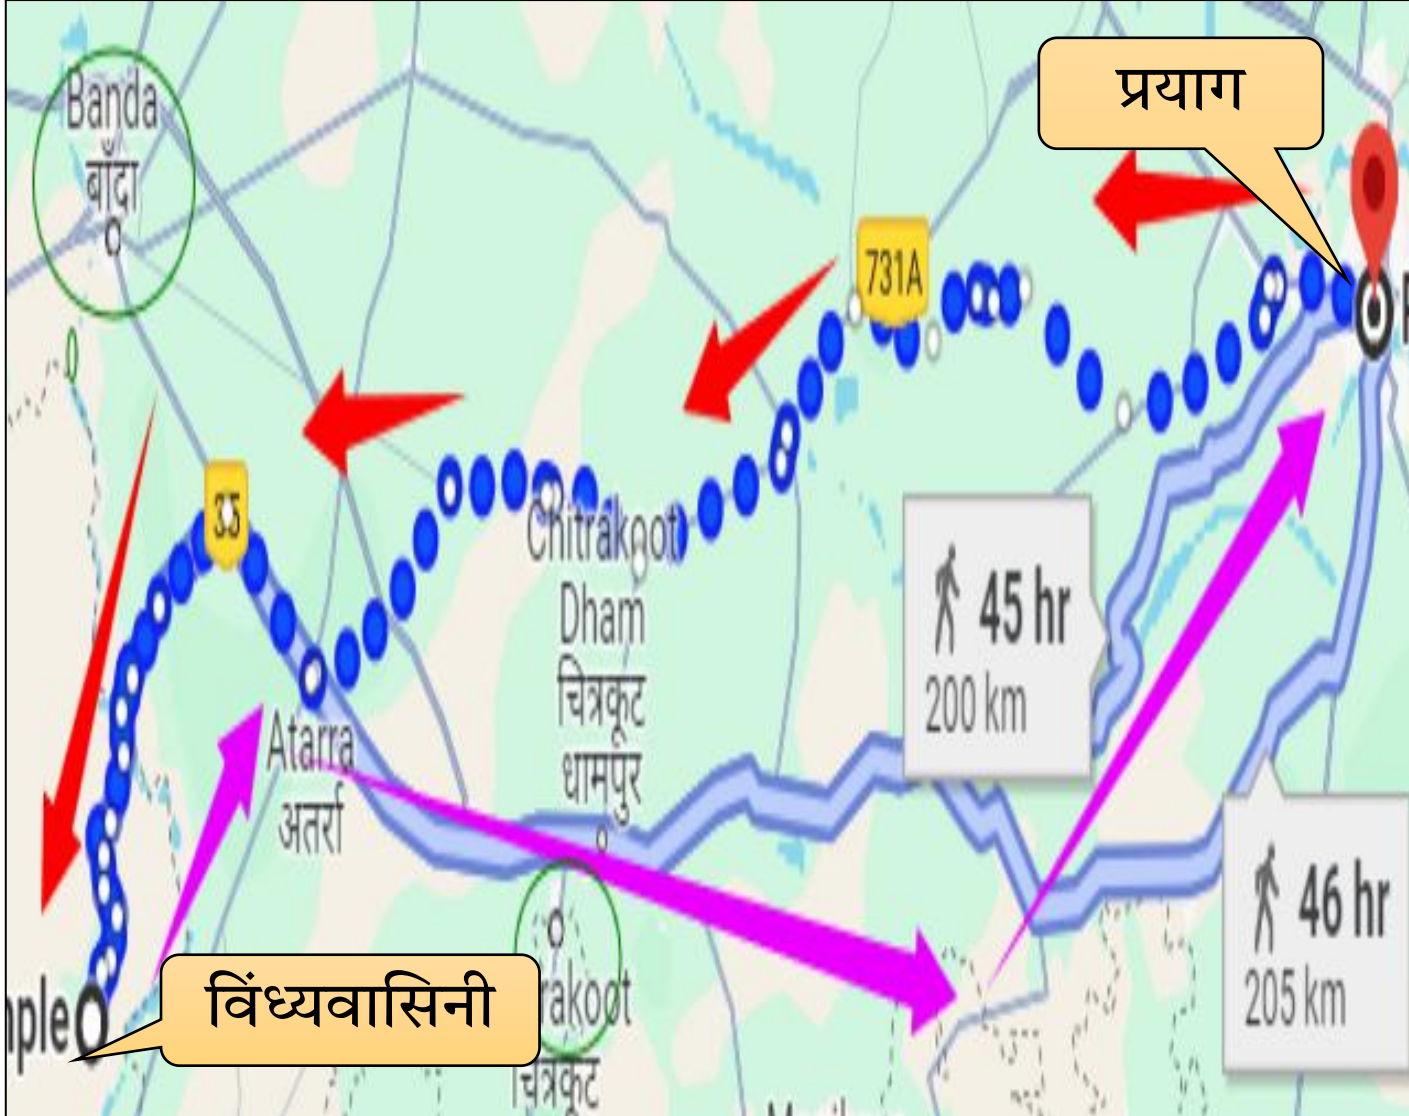 Banda
बाँदा
प्रयाग
731A
35
Chitrakoot
Dham
चित्रकूट
धामपुर
45 hr
200 km
Atarra
अतर्रा
46 hr
205 km
विंध्यवासिनी
rakoot
चित्रकूट
nple